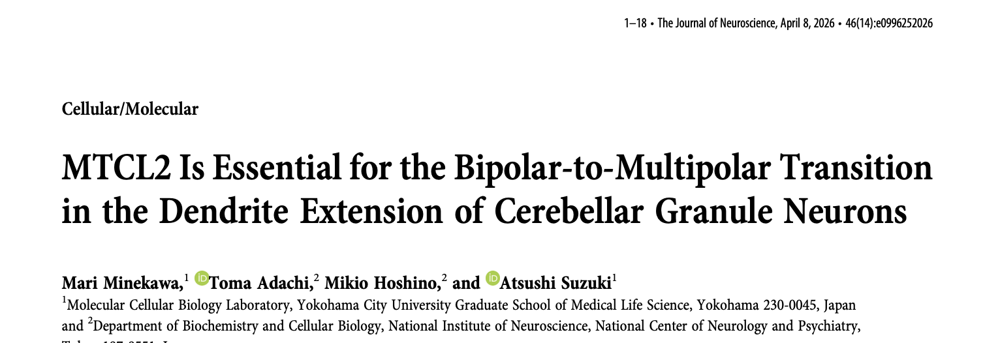 1–18 • The Journal of Neuroscience, April 8, 2026 • 46(14):e0996252026
Cellular/Molecular
MTCL2 Is Essential for the Bipolar-to-Multipolar Transition
in the Dendrite Extension of Cerebellar Granule Neurons
Mari Minekawa,1 iD Toma Adachi,2 Mikio Hoshino,2 and iD Atsushi Suzuki1
1Molecular Cellular Biology Laboratory, Yokohama City University Graduate School of Medical Life Science, Yokohama 230-0045, Japan
and 2Department of Biochemistry and Cellular Biology, National Institute of Neuroscience, National Center of Neurology and Psychiatry,